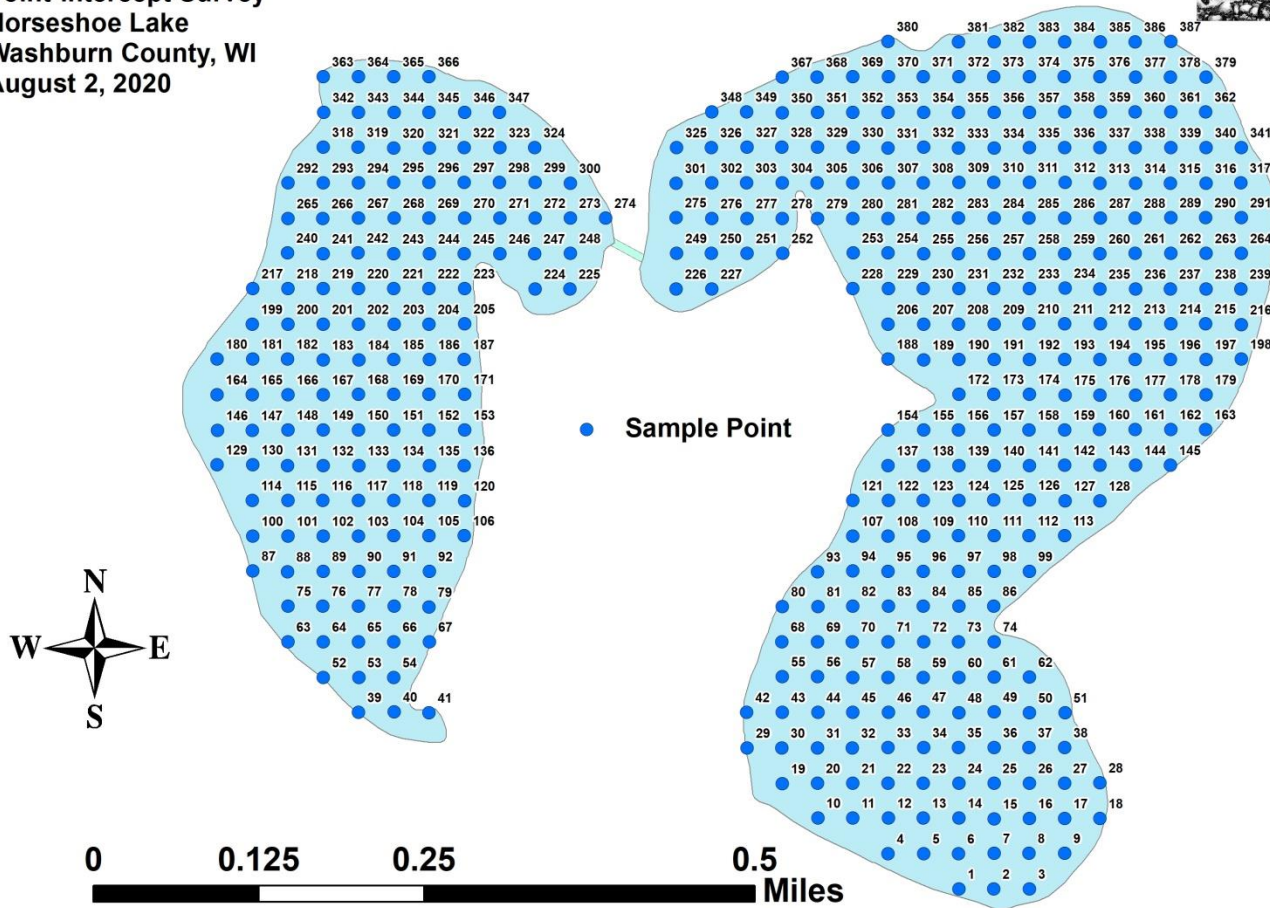 Point-Intercept Survey
Horseshoe Lake
Washburn County, WI
August 2, 2020
380 381 382 383 384 385 386 387
363 364 365 366 367 368 369 370 371 372 373 374 375 376 377 378 379
342 343 344 345 346 347 348 349 350 351 352 353 354 355 356 357 358 359 360 361 362
318 319 320 321 322 323 324 325 326 327 328 329 330 331 332 333 334 335 336 337 338 339 340 341
292 293 294 295 296 297 298 299 300 301 302 303 304 305 306 307 308 309 310 311 312 313 314 315 316 317
265 266 267 268 269 270 271 272 273 274 275 276 277 278 279 280 281 282 283 284 285 286 287 288 289 290 291
240 241 242 243 244 245 246 247 248 249 250 251 252 253 254 255 256 257 258 259 260 261 262 263 264
217 218 219 220 221 222 223 224 225 226 227 228 229 230 231 232 233 234 235 236 237 238 239
199 200 201 202 203 204 205 206 207 208 209 210 211 212 213 214 215 216
180 181 182 183 184 185 186 187 188 189 190 191 192 193 194 195 196 197 198
164 165 166 167 168 169 170 171 172 173 174 175 176 177 178 179
146 147 148 149 150 151 152 153 154 155 156 157 158 159 160 161 162 163
Sample Point
129 130 131 132 133 134 135 136 137 138 139 140 141 142 143 144 145
114 115 116 117 118 119 120 121 122 123 124 125 126 127 128
100 101 102 103 104 105 106 107 108 109 110 111 112 113
87 88 89 90 91 92 93 94 95 96 97 98 99
75 76 77 78 79 80 81 82 83 84 85 86
63 64 65 66 67 68 69 70 71 72 73 74
52 53 54 55 56 57 58 59 60 61 62
39 40 41 42 43 44 45 46 47 48 49 50 51
29 30 31 32 33 34 35 36 37 38
19 20 21 22 23 24 25 26 27 28
10 11 12 13 14 15 16 17 18
4 5 6 7 8 9
1 2 3
N
W E
S
0 0.125 0.25 0.5
Miles